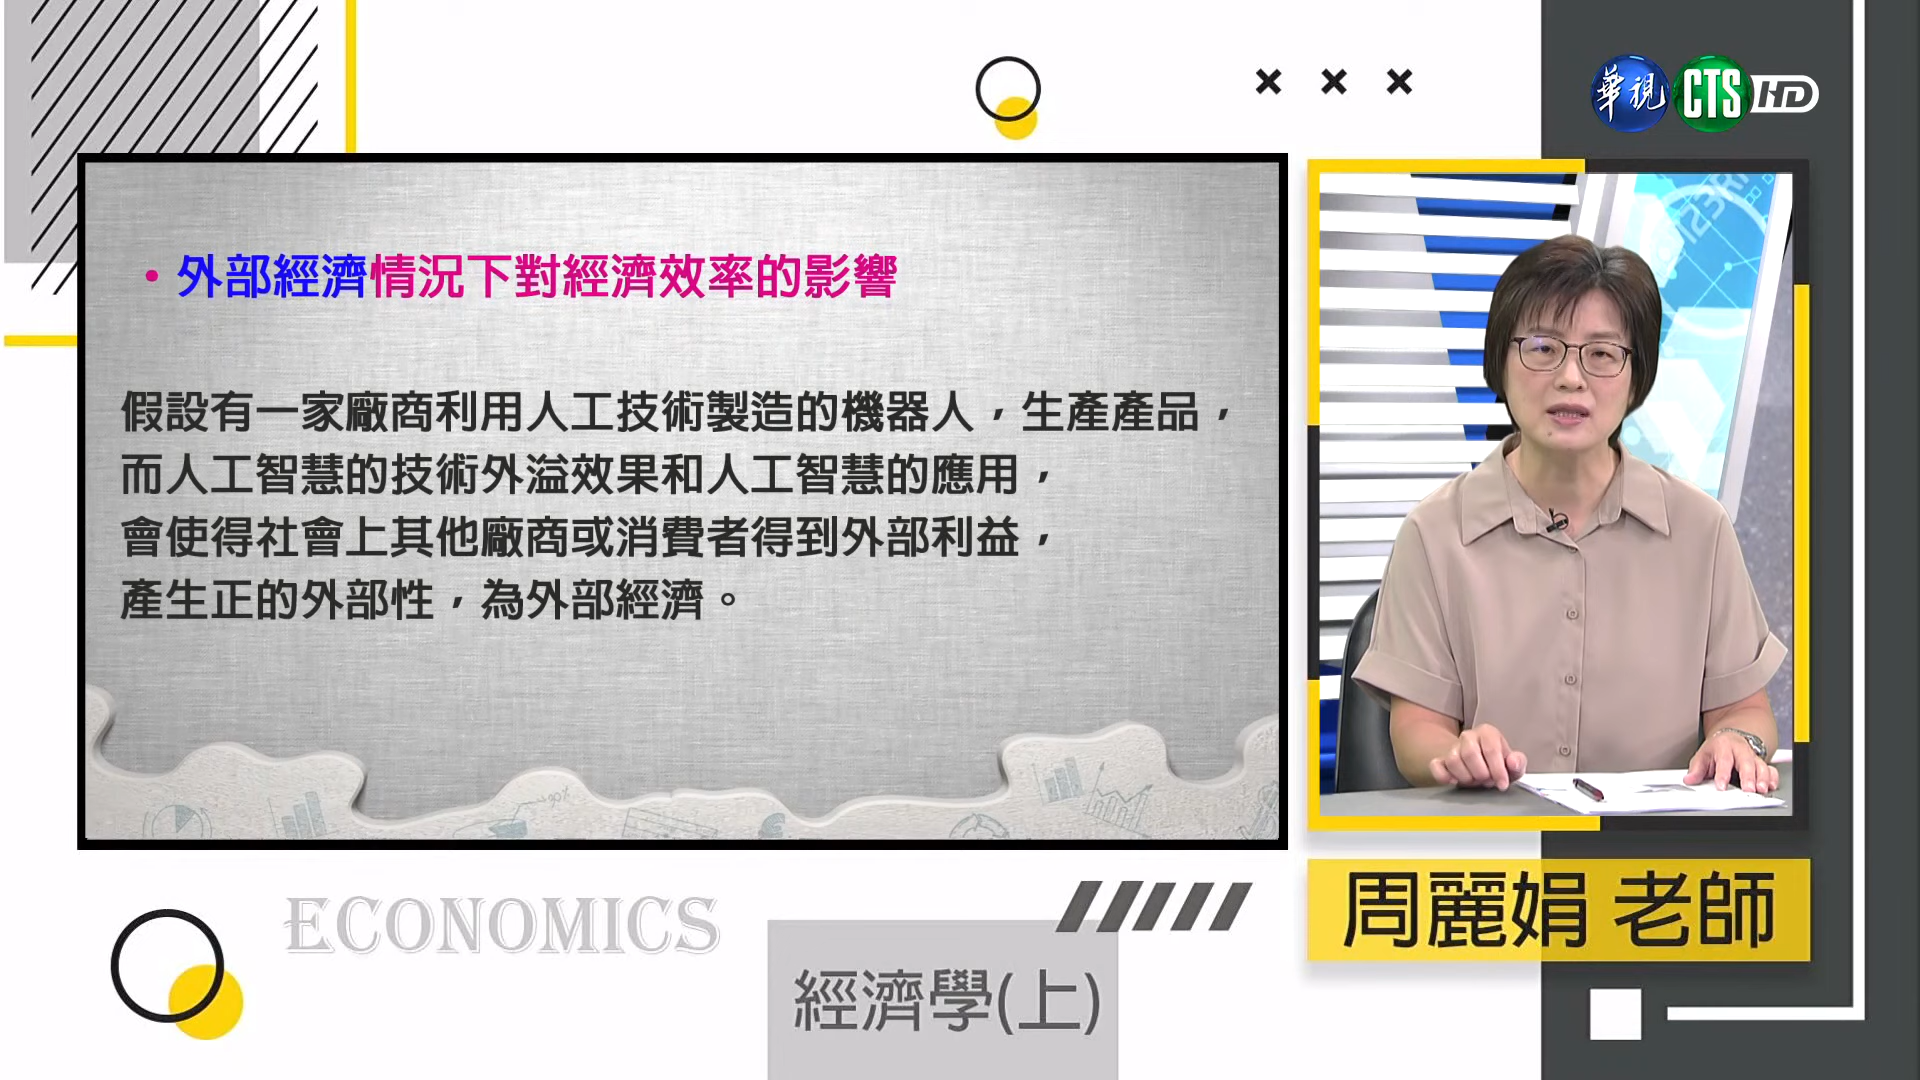 華視 CTS HD
• 外部經濟情況下對經濟效率的影響
假設有一家廠商利用人工技術製造的機器人，生產產品，
而人工智慧的技術外溢效果和人工智慧的應用，
會使得社會上其他廠商或消費者得到外部利益，
產生正的外部性，為外部經濟。
周麗娟 老師
ECONOMICS
經濟學(上)